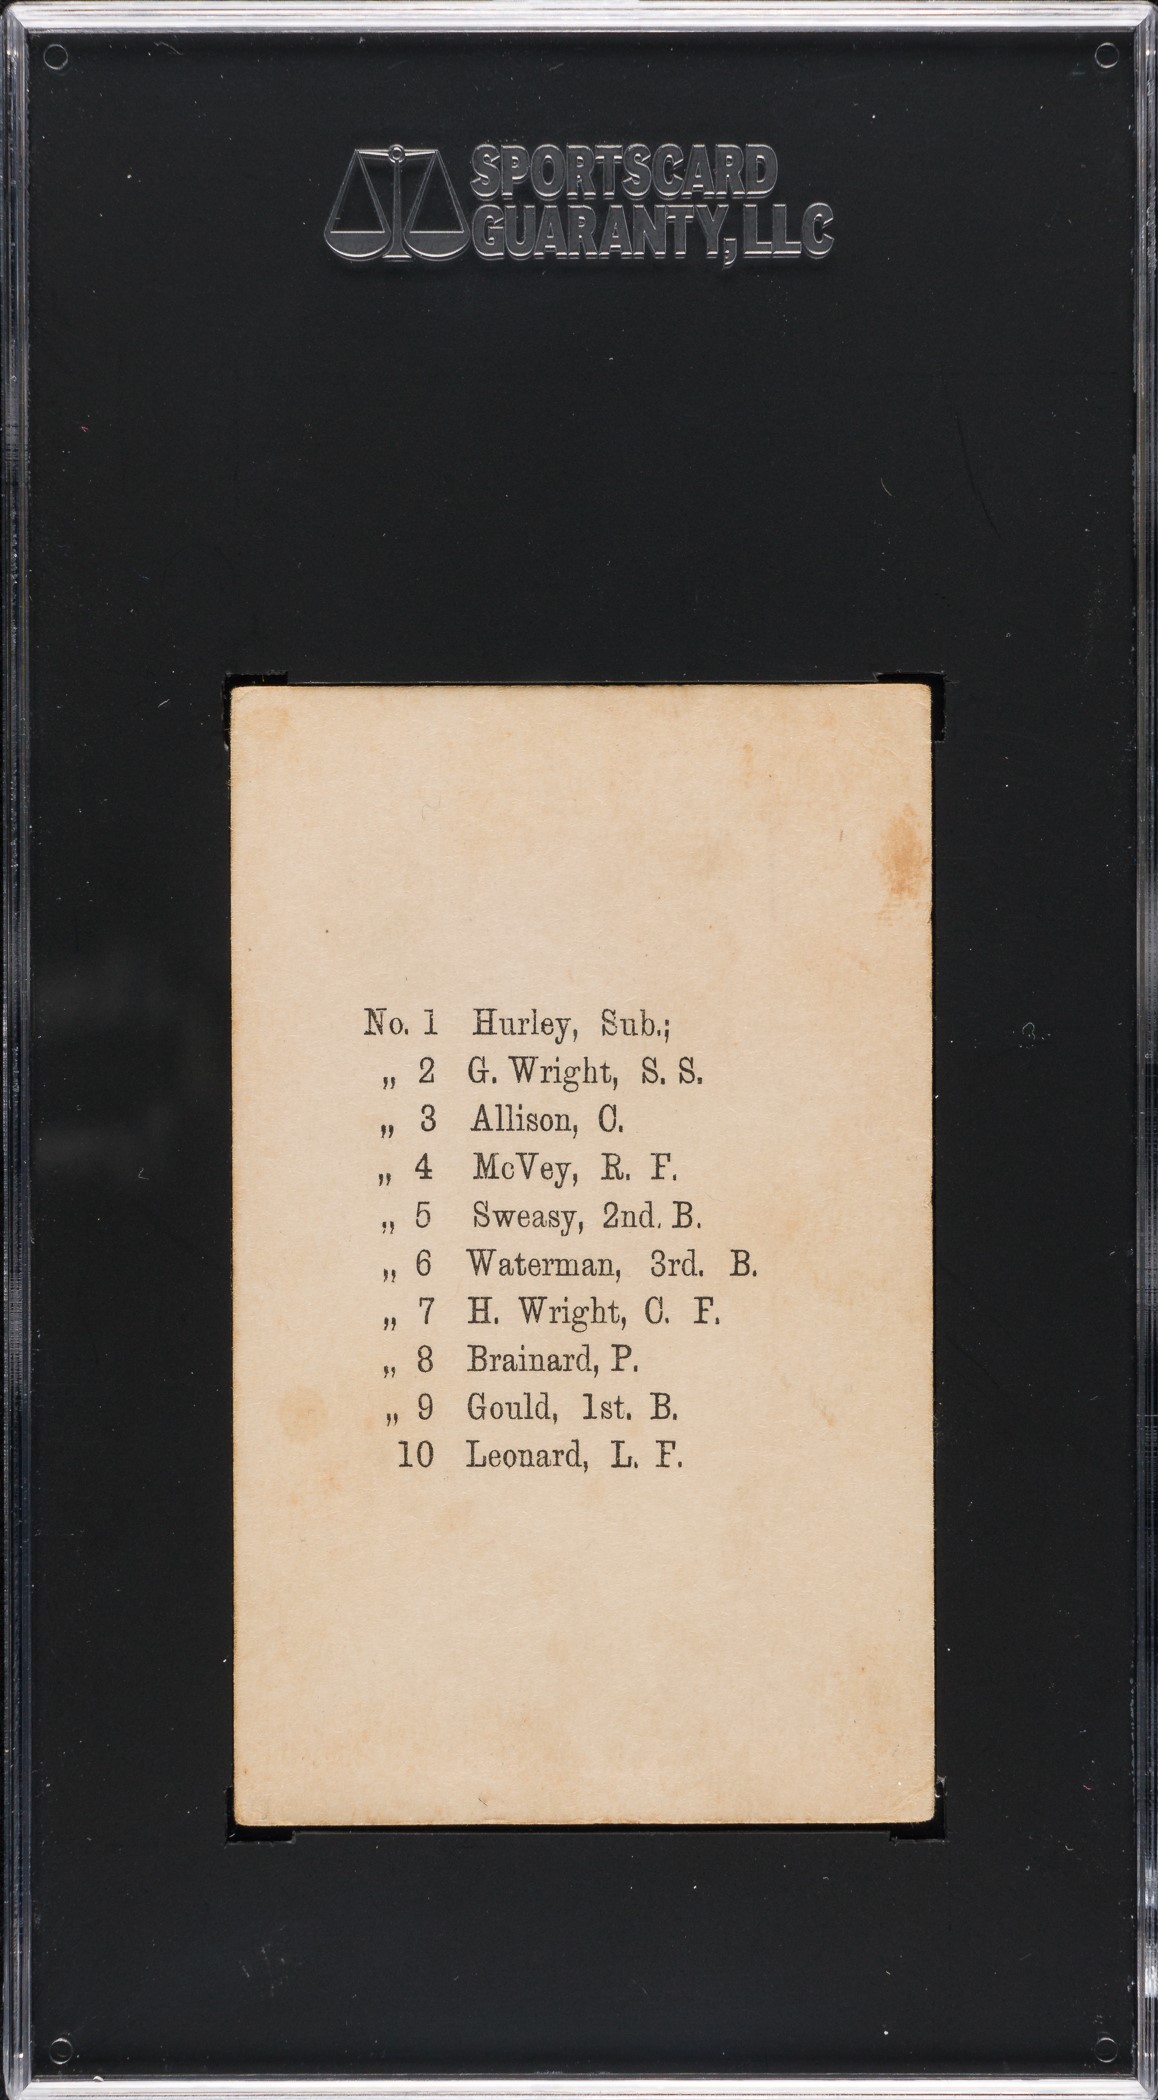 SPORTSCARD
GUARANTY, LLC
No. 1 Hurley, Sub.;
„ 2 G. Wright, S. S.
„ 3 Allison, C.
„ 4 McVey, R. F.
„ 5 Sweasy, 2nd. B.
„ 6 Waterman, 3rd. B.
„ 7 H. Wright, C. F.
„ 8 Brainard, P.
„ 9 Gould, 1st. B.
10 Leonard, L. F.